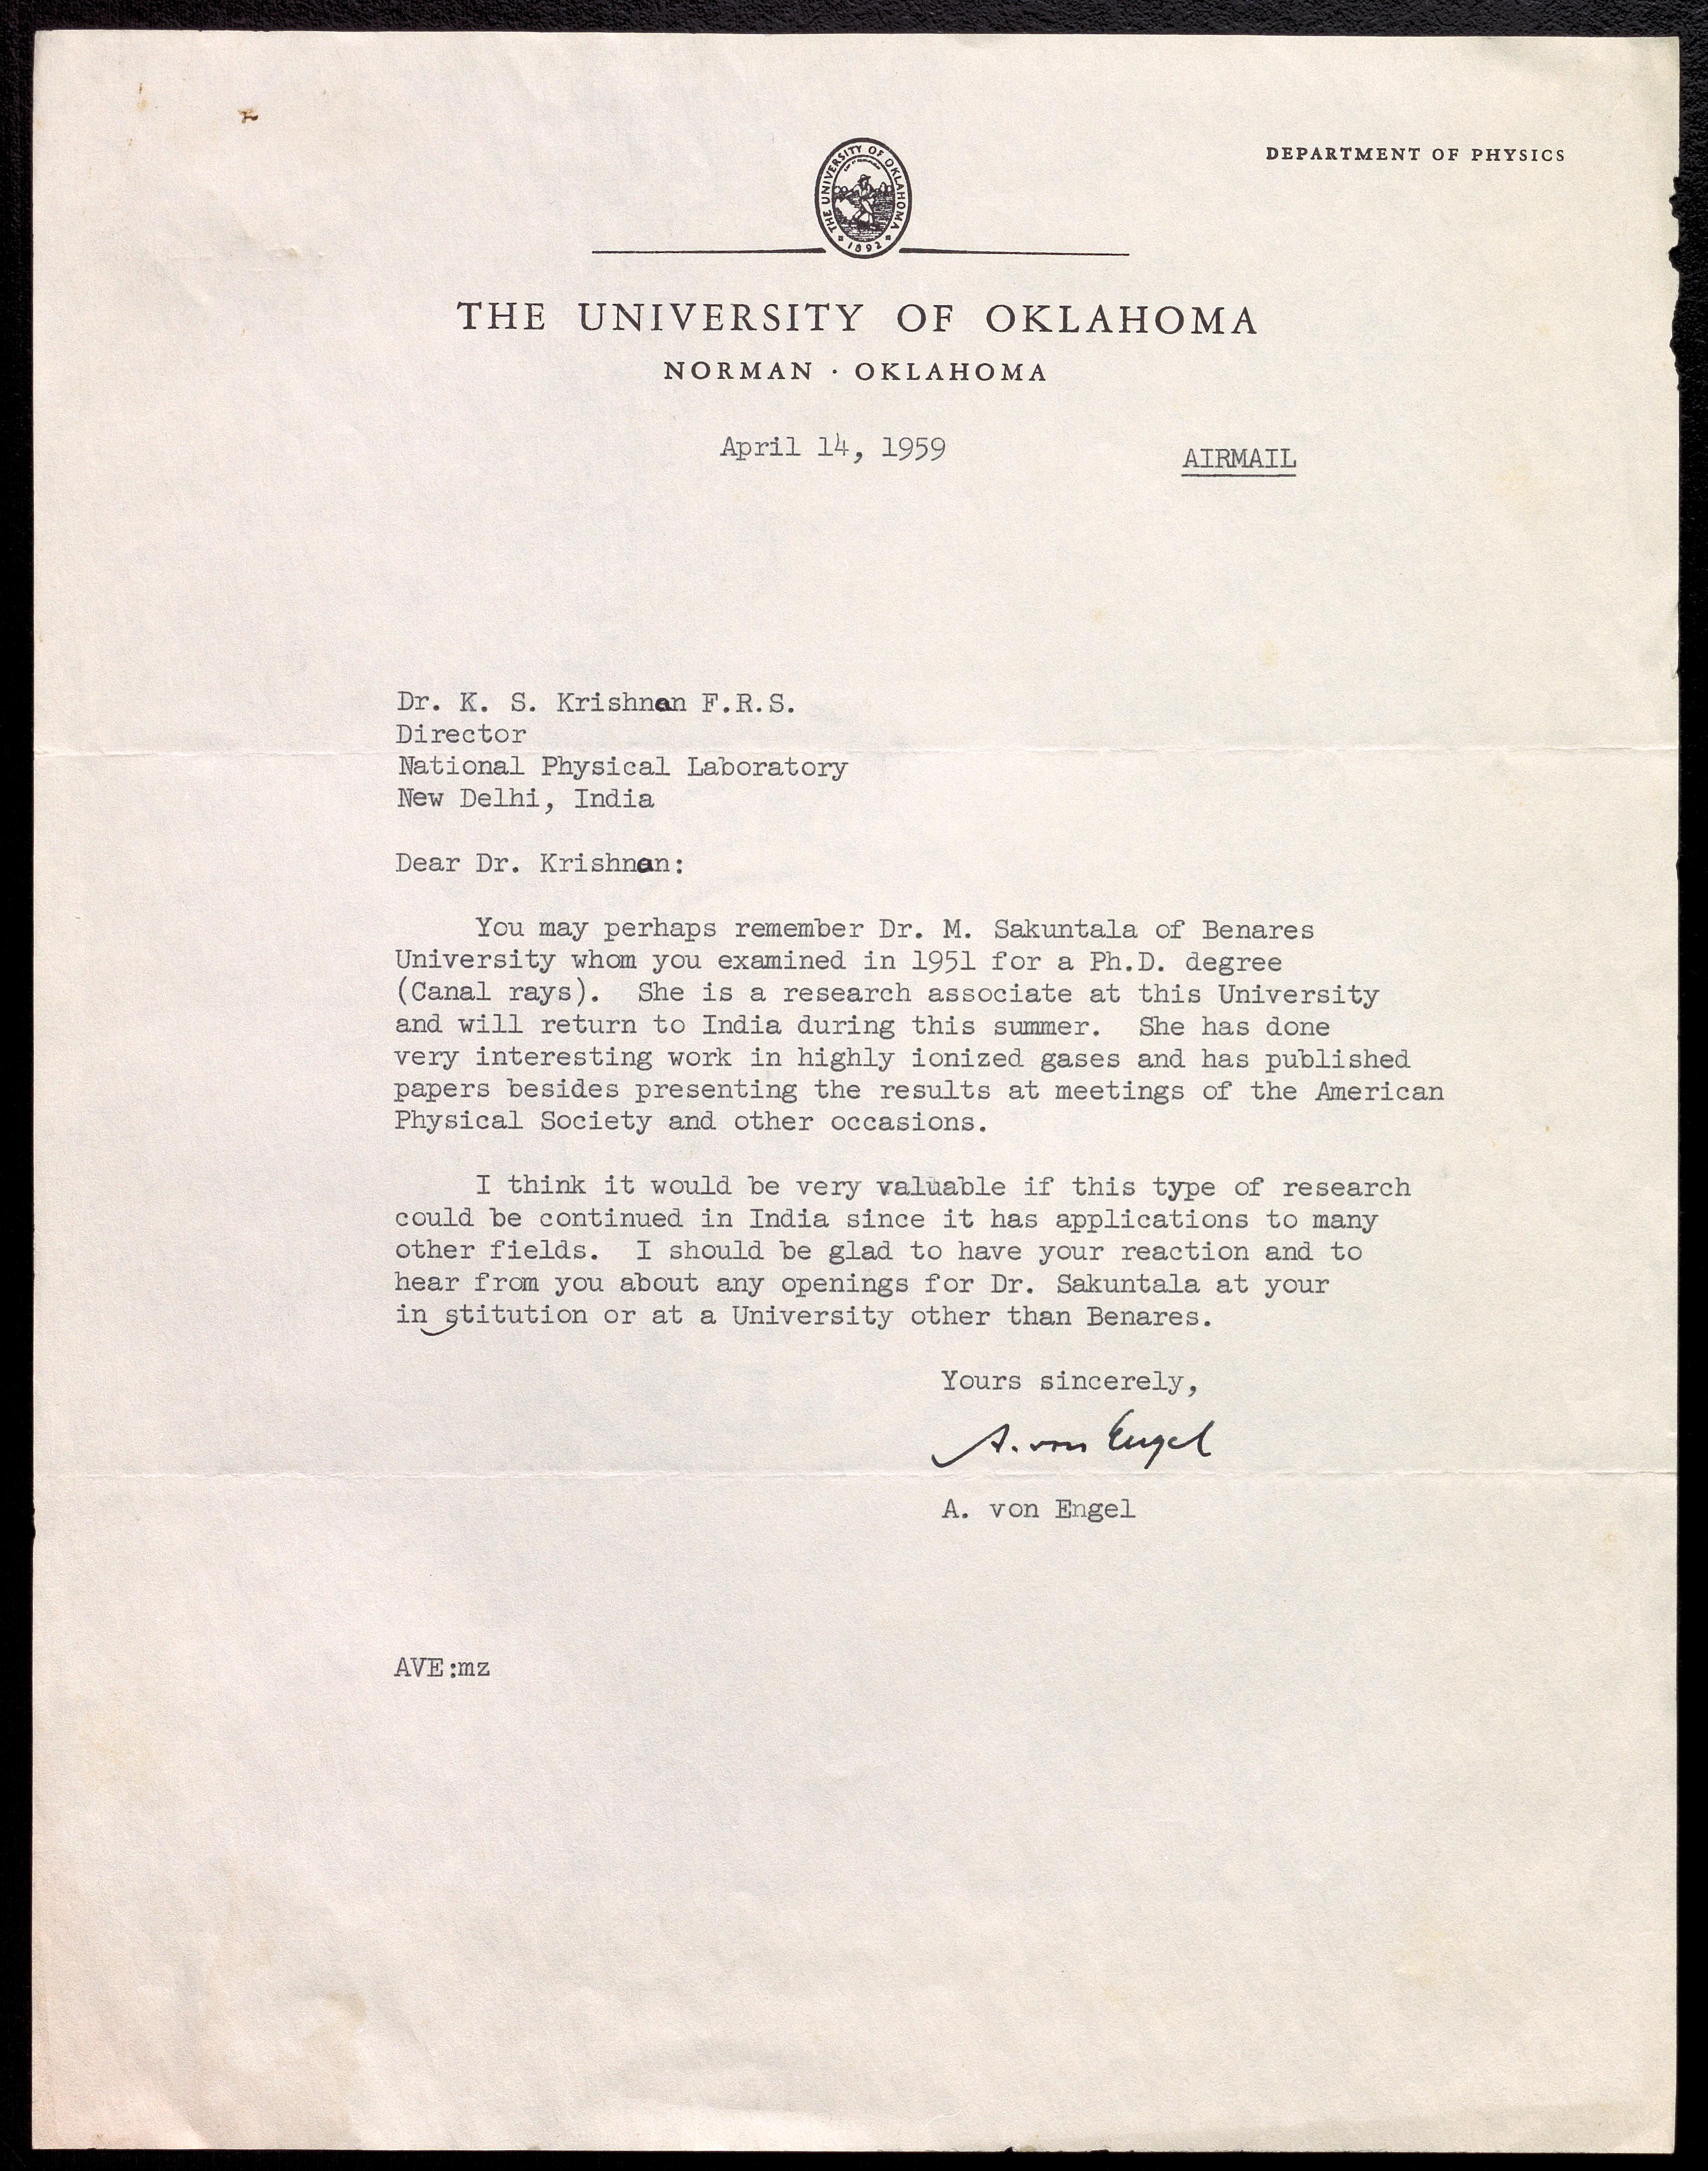 DEPARTMENT OF PHYSICS
THE UNIVERSITY OF OKLAHOMA
1892
THE UNIVERSITY OF OKLAHOMA
NORMAN · OKLAHOMA
April 14, 1959
AIRMAIL
Dr. K. S. Krishnan F.R.S.
Director
National Physical Laboratory
New Delhi, India
Dear Dr. Krishnan:
You may perhaps remember Dr. M. Sakuntala of Benares
University whom you examined in 1951 for a Ph.D. degree
(Canal rays). She is a research associate at this University
and will return to India during this summer. She has done
very interesting work in highly ionized gases and has published
papers besides presenting the results at meetings of the American
Physical Society and other occasions.
I think it would be very valuable if this type of research
could be continued in India since it has applications to many
other fields. I should be glad to have your reaction and to
hear from you about any openings for Dr. Sakuntala at your
in stitution or at a University other than Benares.
Yours sincerely,
A. von Engel
A. von Engel
AVE:mz